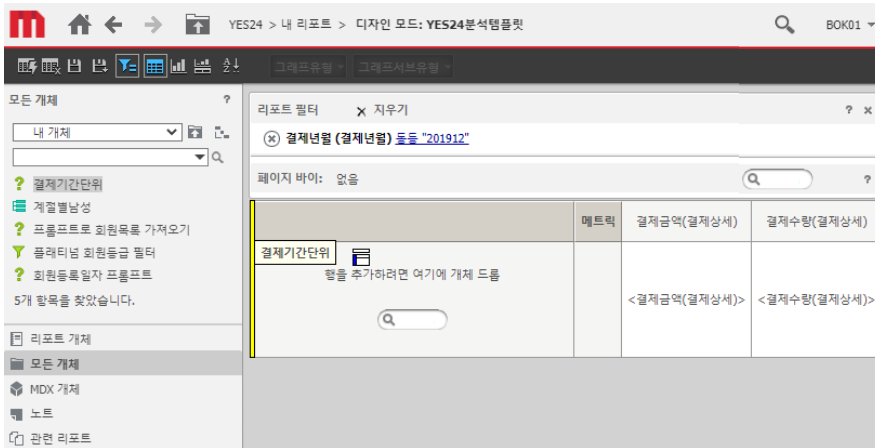 YES24 > 내 리포트 > 디자인 모드: YES24분석템플릿
BOK01
그래프유형
그래프서브유형
모든 개체 ?
내 개체
? 결제기간단위
계절별남성
? 프롬프트로 회원목록 가져오기
플래티넘 회원등급 필터
? 회원등록일자 프롬프트
5개 항목을 찾았습니다.
리포트 개체
모든 개체
MDX 개체
노트
관련 리포트
리포트 필터 × 지우기 ? ×
결제년월 (결제년월) 동등 "201912"
페이지 바이: 없음 ?
메트릭 결제금액(결제상세) 결제수량(결제상세)
결제기간단위
행을 추가하려면 여기에 개체 드롭
<결제금액(결제상세)> <결제수량(결제상세)>